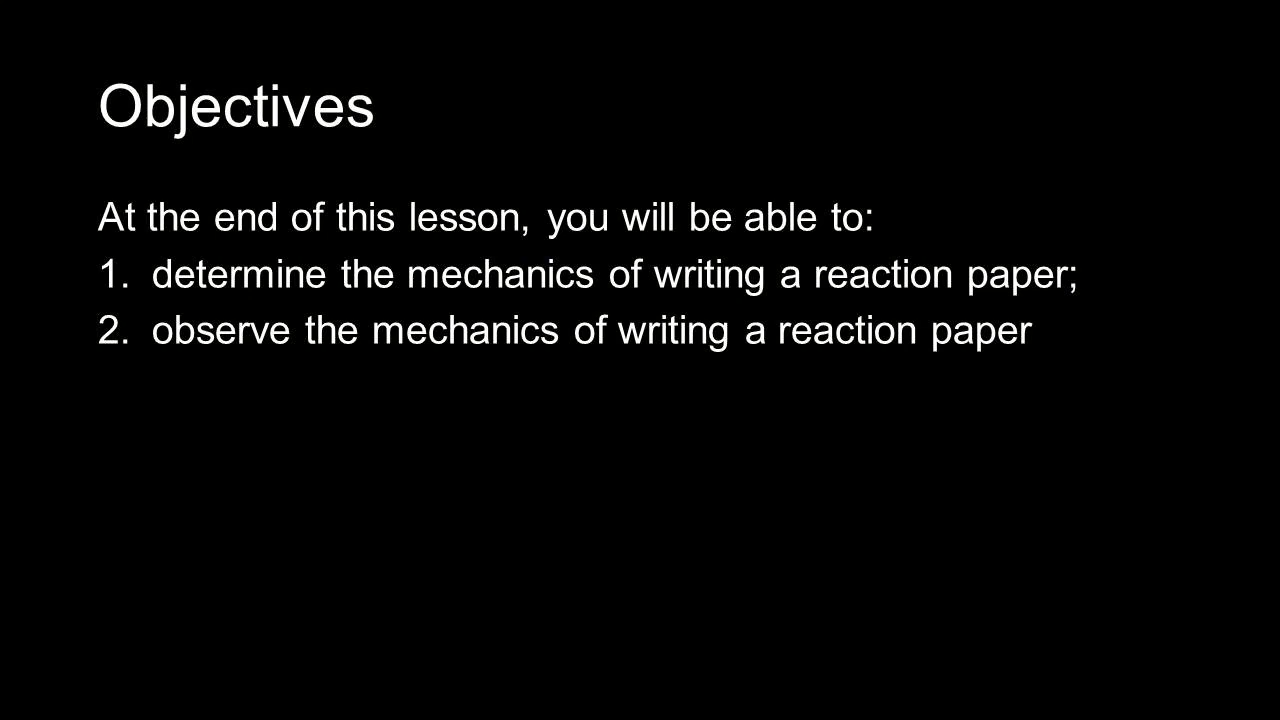 Objectives
At the end of this lesson, you will be able to:
1. determine the mechanics of writing a reaction paper;
2. observe the mechanics of writing a reaction paper